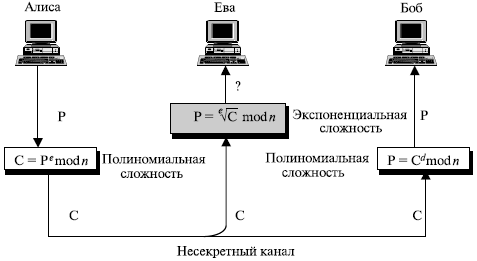 Алиса
Ева
Боб
?
P
P = ᵉ√C mod n
Экспоненциальная
сложность
P
C = Pᵉ mod n
Полиномиальная
сложность
Полиномиальная
сложность
P = Cᵈ mod n
C
C
C
Несекретный канал